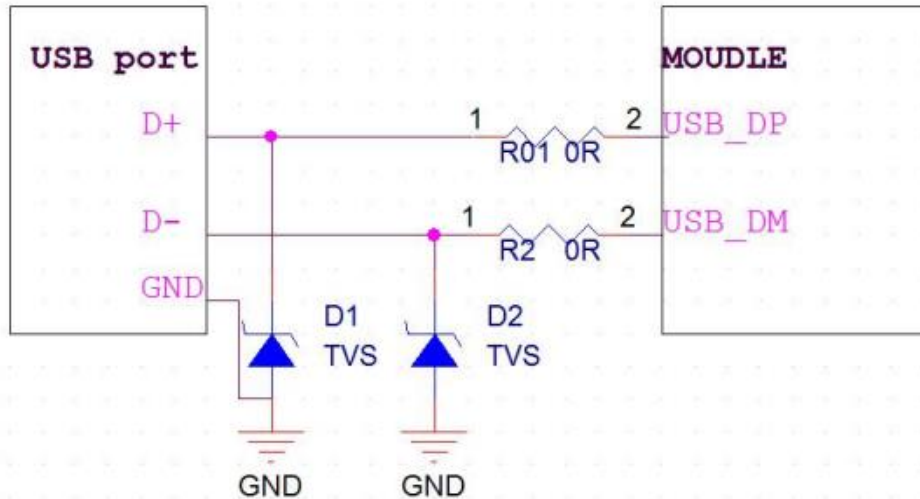 USB port
MOUDLE
D+
1
2
USB_DP
R01 0R
D-
1
2
USB_DM
R2 0R
GND
D1
TVS
D2
TVS
GND
GND